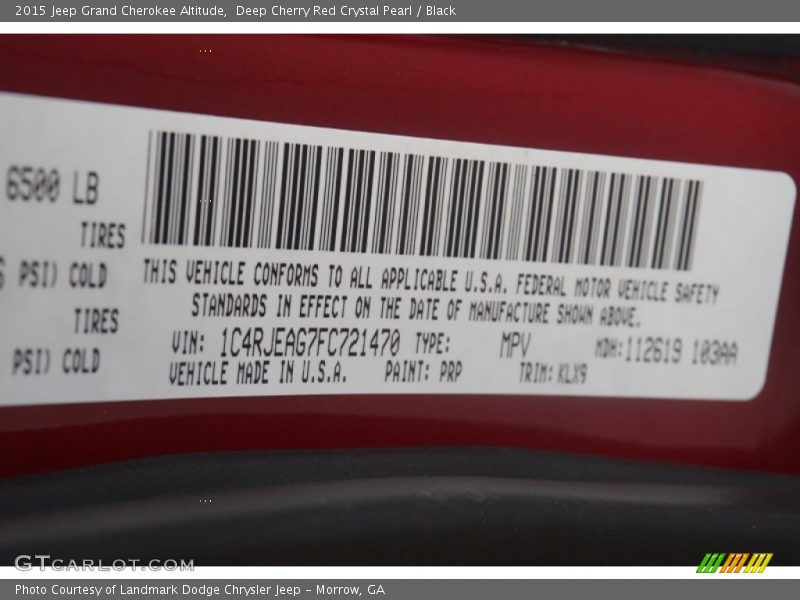 2015 Jeep Grand Cherokee Altitude,  Deep Cherry Red Crystal Pearl / Black
6500 LB
TIRES
PSI) COLD
TIRES
PSI) COLD
THIS VEHICLE CONFORMS TO ALL APPLICABLE U.S.A. FEDERAL MOTOR VEHICLE SAFETY
STANDARDS IN EFFECT ON THE DATE OF MANUFACTURE SHOWN ABOVE.
VIN: 1C4RJEAG7FC721470 TYPE: MPV MDH:112619 103AA
VEHICLE MADE IN U.S.A. PAINT: PRP TRIM: KLX9
GTCARLOT.COM
Photo Courtesy of Landmark Dodge Chrysler Jeep – Morrow, GA